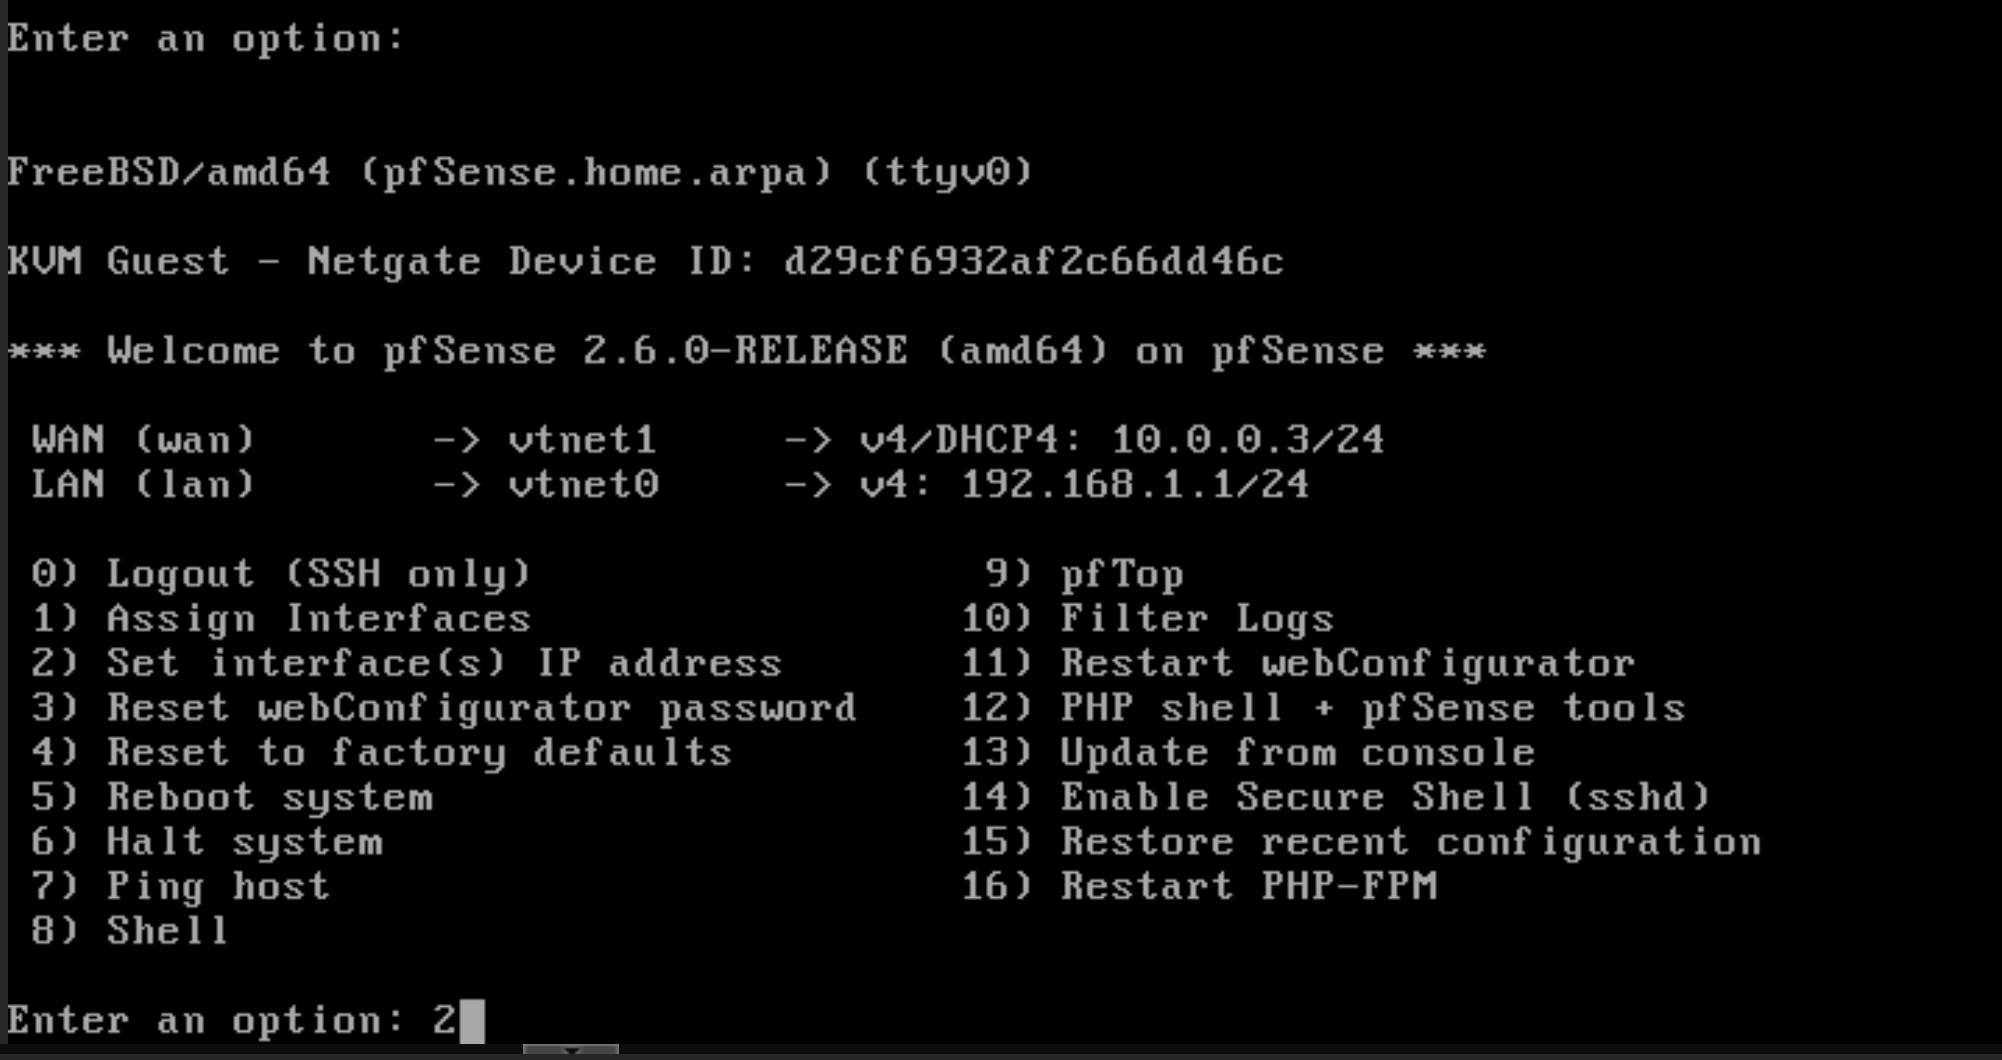 Enter an option:
FreeBSD/amd64 (pfSense.home.arpa) (ttyv0)
KVM Guest - Netgate Device ID: d29cf6932af2c66dd46c
*** Welcome to pfSense 2.6.0-RELEASE (amd64) on pfSense ***
WAN (wan)       -> vtnet1     -> v4/DHCP4: 10.0.0.3/24
LAN (lan)       -> vtnet0     -> v4: 192.168.1.1/24
0) Logout (SSH only)                  9) pfTop
1) Assign Interfaces                 10) Filter Logs
2) Set interface(s) IP address       11) Restart webConfigurator
3) Reset webConfigurator password    12) PHP shell + pfSense tools
4) Reset to factory defaults         13) Update from console
5) Reboot system                     14) Enable Secure Shell (sshd)
6) Halt system                       15) Restore recent configuration
7) Ping host                         16) Restart PHP-FPM
8) Shell
Enter an option: 2